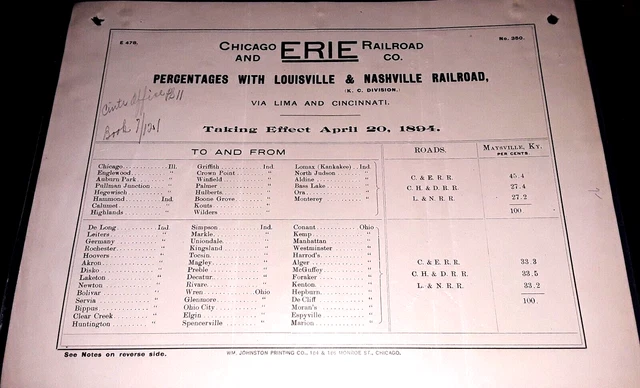 E 478.
No. 250.
CHICAGO AND ERIE RAILROAD CO.
PERCENTAGES WITH LOUISVILLE & NASHVILLE RAILROAD,
(K. C. DIVISION.)
VIA LIMA AND CINCINNATI.
Taking Effect April 20, 1894.
TO AND FROM ROADS. MAYSVILLE, KY. PER CENTS.
Chicago Ill. Griffith Ind. Lomax (Kankakee) Ind.
Englewood " Crown Point " North Judson "
Auburn Park " Winfield " Aldine " C. & E. R. R. 45.4
Pullman Junction " Palmer " Bass Lake " C. H. & D. R. R. 27.4
Hegewisch " Hulberts " Ora "
Hammond Ind. Boone Grove " Monterey " L. & N. R. R. 27.2
Calumet " Kouts "
Highlands " Wilders " 100
De Long Ind Simpson Ind. Conant Ohio
Leiters " Markle " Kemp "
Germany " Uniondale " Manhattan "
Rochester " Kingsland " Westminster "
Hoovers " Tocsin " Harrod's "
Akron " Magley " Alger " C. & E. R. R. 33.3
Disko " Preble " McGuffey "
Laketon " Decatur " Foraker " C. H. & D. R. R. 33.5
Newton " Rivare " Kenton " L. & N. R. R. 33.2
Bolivar " Wren Ohio Hepburn "
Servia " Glenmore " De Cliff " 100
Bippus " Ohio City " Moran's "
Clear Creek " Elgin " Espyville "
Huntington " Spencerville " Marion "
See Notes on reverse side.
WM. JOHNSTON PRINTING CO., MONROE ST., CHICAGO.
Office
Book